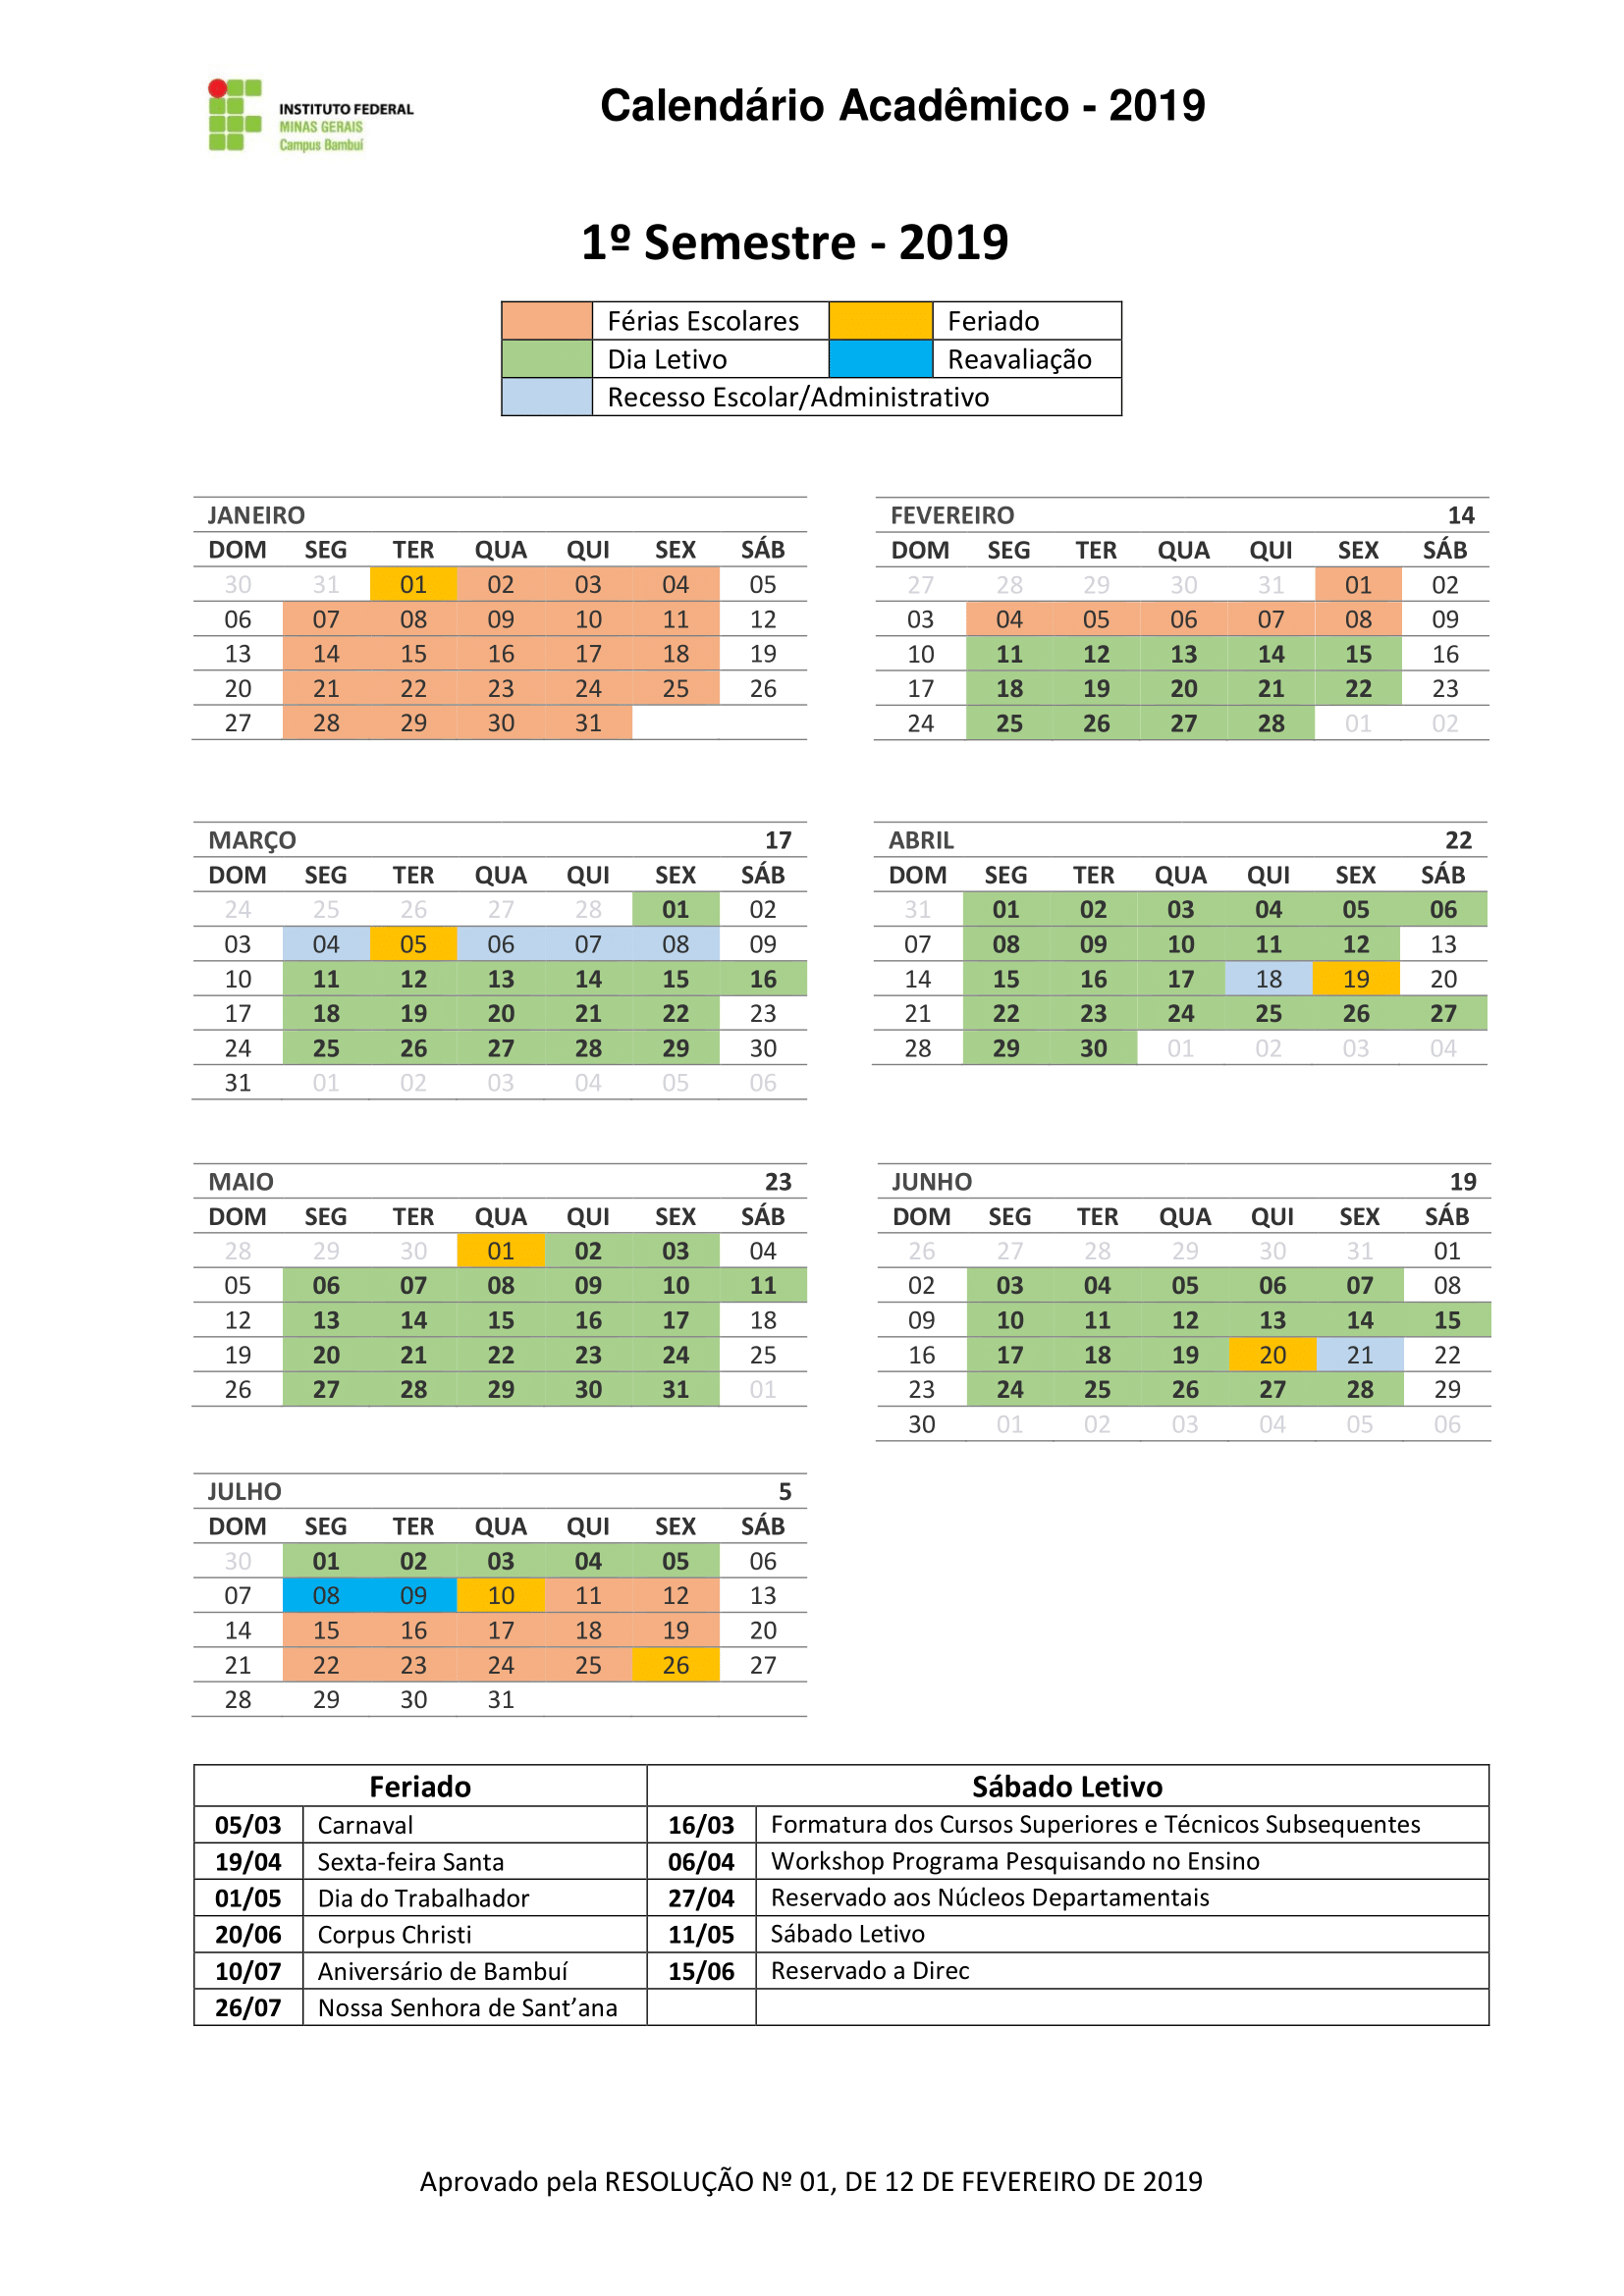 INSTITUTO FEDERAL
MINAS GERAIS
Campus Bambuí
Calendário Acadêmico - 2019
1º Semestre - 2019
Férias Escolares Feriado
Dia Letivo Reavaliação
Recesso Escolar/Administrativo
JANEIRO
DOM SEG TER QUA QUI SEX SÁB
30 31 01 02 03 04 05
06 07 08 09 10 11 12
13 14 15 16 17 18 19
20 21 22 23 24 25 26
27 28 29 30 31
FEVEREIRO 14
DOM SEG TER QUA QUI SEX SÁB
27 28 29 30 31 01 02
03 04 05 06 07 08 09
10 11 12 13 14 15 16
17 18 19 20 21 22 23
24 25 26 27 28 01 02
MARÇO 17
DOM SEG TER QUA QUI SEX SÁB
24 25 26 27 28 01 02
03 04 05 06 07 08 09
10 11 12 13 14 15 16
17 18 19 20 21 22 23
24 25 26 27 28 29 30
31 01 02 03 04 05 06
ABRIL 22
DOM SEG TER QUA QUI SEX SÁB
31 01 02 03 04 05 06
07 08 09 10 11 12 13
14 15 16 17 18 19 20
21 22 23 24 25 26 27
28 29 30 01 02 03 04
MAIO 23
DOM SEG TER QUA QUI SEX SÁB
28 29 30 01 02 03 04
05 06 07 08 09 10 11
12 13 14 15 16 17 18
19 20 21 22 23 24 25
26 27 28 29 30 31 01
JUNHO 19
DOM SEG TER QUA QUI SEX SÁB
26 27 28 29 30 31 01
02 03 04 05 06 07 08
09 10 11 12 13 14 15
16 17 18 19 20 21 22
23 24 25 26 27 28 29
30 01 02 03 04 05 06
JULHO 5
DOM SEG TER QUA QUI SEX SÁB
30 01 02 03 04 05 06
07 08 09 10 11 12 13
14 15 16 17 18 19 20
21 22 23 24 25 26 27
28 29 30 31
Feriado Sábado Letivo
05/03 Carnaval 16/03 Formatura dos Cursos Superiores e Técnicos Subsequentes
19/04 Sexta-feira Santa 06/04 Workshop Programa Pesquisando no Ensino
01/05 Dia do Trabalhador 27/04 Reservado aos Núcleos Departamentais
20/06 Corpus Christi 11/05 Sábado Letivo
10/07 Aniversário de Bambuí 15/06 Reservado a Direc
26/07 Nossa Senhora de Sant’ana
Aprovado pela RESOLUÇÃO Nº 01, DE 12 DE FEVEREIRO DE 2019